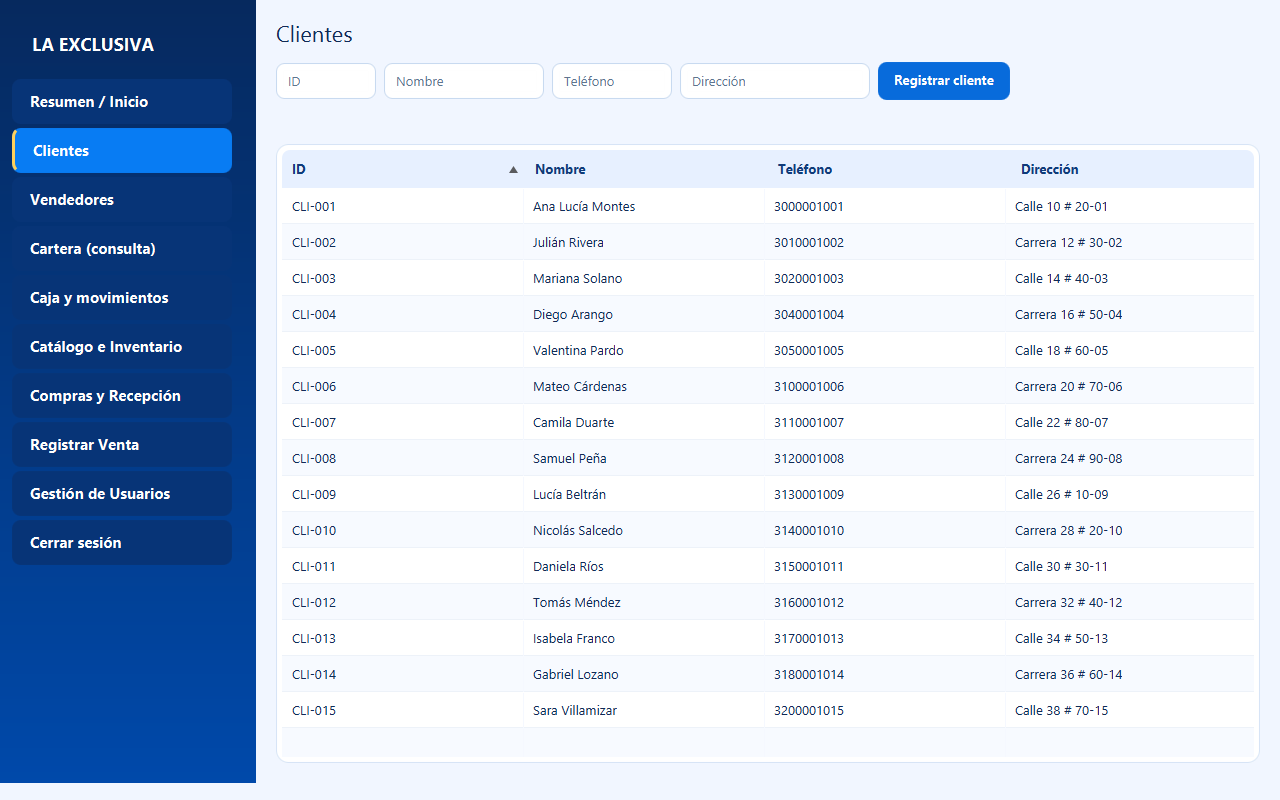 LA EXCLUSIVA
Resumen / Inicio
Clientes
Vendedores
Cartera (consulta)
Caja y movimientos
Catálogo e Inventario
Compras y Recepción
Registrar Venta
Gestión de Usuarios
Cerrar sesión
Clientes
ID Nombre Teléfono Dirección Registrar cliente
ID Nombre Teléfono Dirección
CLI-001 Ana Lucía Montes 3000001001 Calle 10 # 20-01
CLI-002 Julián Rivera 3010001002 Carrera 12 # 30-02
CLI-003 Mariana Solano 3020001003 Calle 14 # 40-03
CLI-004 Diego Arango 3040001004 Carrera 16 # 50-04
CLI-005 Valentina Pardo 3050001005 Calle 18 # 60-05
CLI-006 Mateo Cárdenas 3100001006 Carrera 20 # 70-06
CLI-007 Camila Duarte 3110001007 Calle 22 # 80-07
CLI-008 Samuel Peña 3120001008 Carrera 24 # 90-08
CLI-009 Lucía Beltrán 3130001009 Calle 26 # 10-09
CLI-010 Nicolás Salcedo 3140001010 Carrera 28 # 20-10
CLI-011 Daniela Ríos 3150001011 Calle 30 # 30-11
CLI-012 Tomás Méndez 3160001012 Carrera 32 # 40-12
CLI-013 Isabela Franco 3170001013 Calle 34 # 50-13
CLI-014 Gabriel Lozano 3180001014 Carrera 36 # 60-14
CLI-015 Sara Villamizar 3200001015 Calle 38 # 70-15